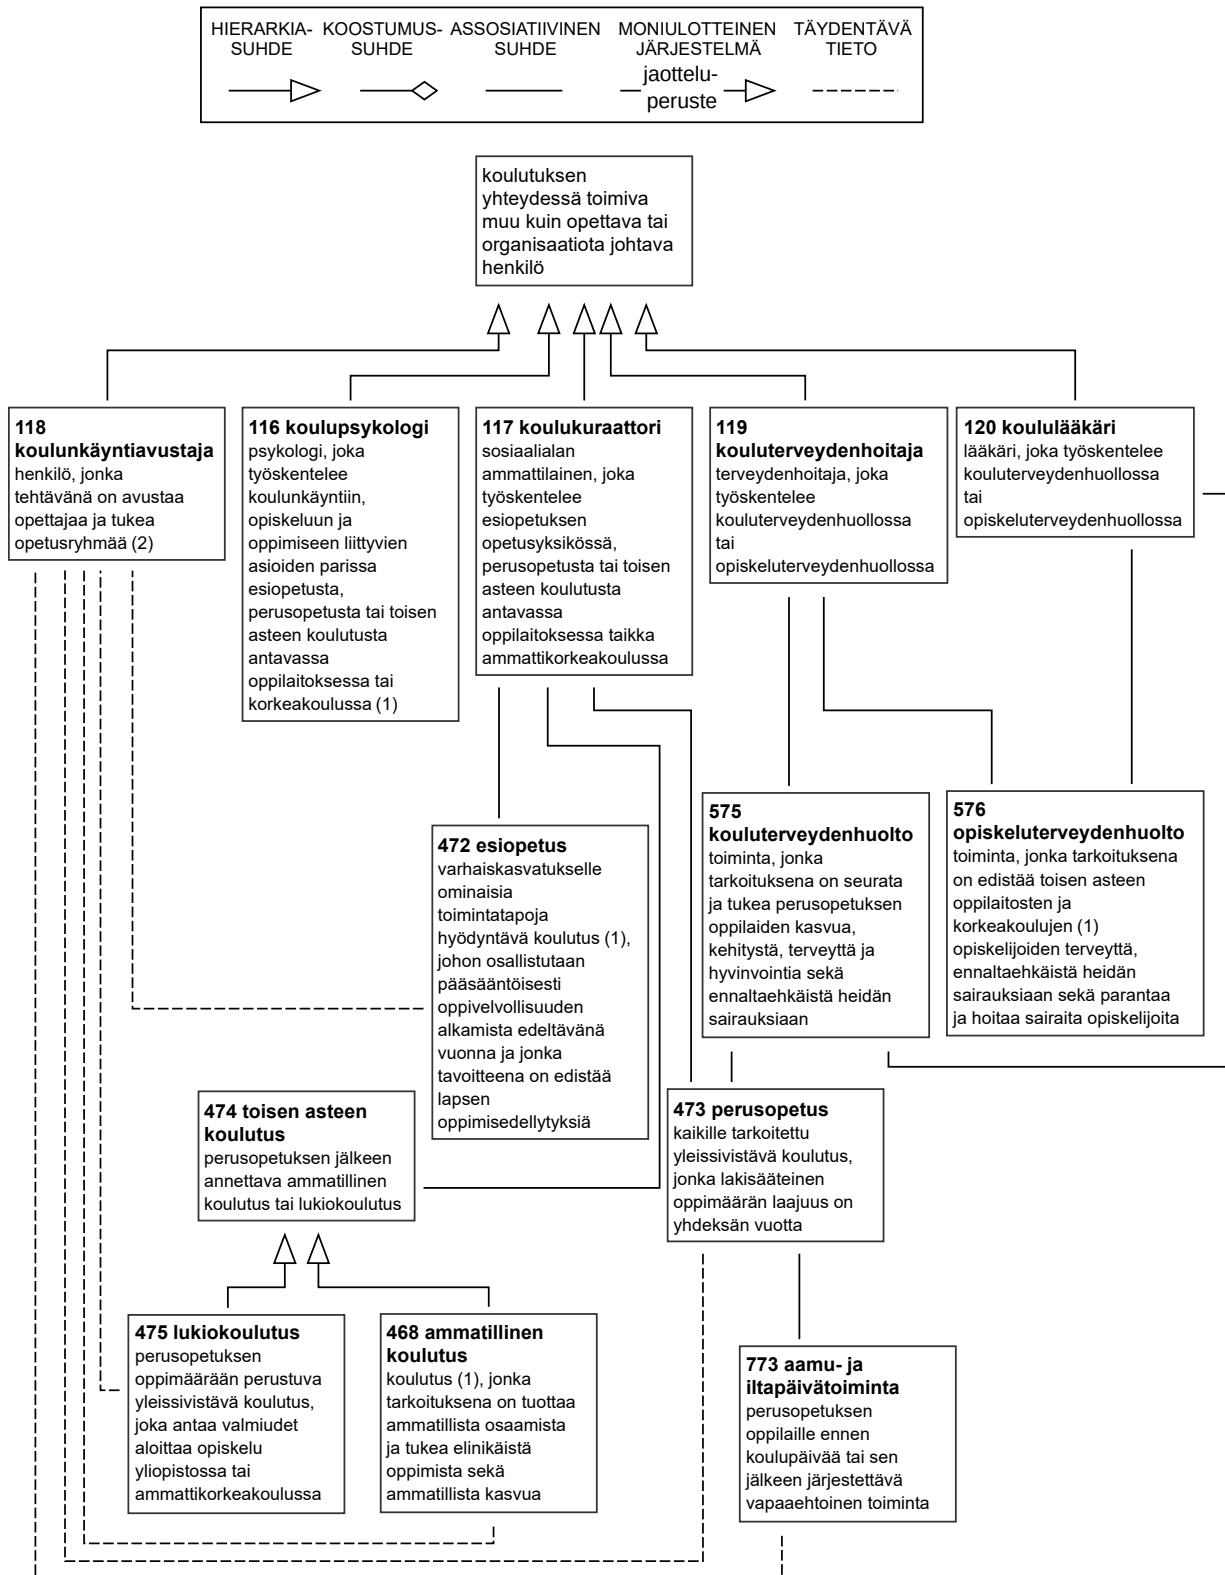 HIERARKIA-
SUHDE
KOOSTUMUS-
SUHDE
ASSOSIATIIVINEN
SUHDE
MONIULOTTEINEN
JÄRJESTELMÄ
jaottelu-
peruste
TÄYDENTÄVÄ
TIETO
koulutuksen
yhteydessä toimiva
muu kuin opettava tai
organisaatiota johtava
henkilö
118
koulunkäyntiavustaja
henkilö, jonka
tehtävänä on avustaa
opettajaa ja tukea
opetusryhmää (2)
116 koulupsykologi
psykologi, joka
työskentelee
koulunkäyntiin,
opiskeluun ja
oppimiseen liittyvien
asioiden parissa
esiopetusta,
perusopetusta tai toisen
asteen koulutusta
antavassa
oppilaitoksessa tai
korkeakoulussa (1)
117 koulukuraattori
sosiaalialan
ammattilainen, joka
työskentelee
esiopetuksen
opetusyksikössä,
perusopetusta tai toisen
asteen koulutusta
antavassa
oppilaitoksessa taikka
ammattikorkeakoulussa
119
kouluterveydenhoitaja
terveydenhoitaja, joka
työskentelee
kouluterveydenhuollossa
tai
opiskeluterveydenhuollossa
120 koululääkäri
lääkäri, joka työskentelee
kouluterveydenhuollossa
tai
opiskeluterveydenhuollossa
472 esiopetus
varhaiskasvatukselle
ominaisia
toimintatapoja
hyödyntävä koulutus (1),
johon osallistutaan
pääsääntöisesti
oppivelvollisuuden
alkamista edeltävänä
vuonna ja jonka
tavoitteena on edistää
lapsen
oppimisedellytyksiä
575
kouluterveydenhuolto
toiminta, jonka
tarkoituksena on seurata
ja tukea perusopetuksen
oppilaiden kasvua,
kehitystä, terveyttä ja
hyvinvointia sekä
ennaltaehkäistä heidän
sairauksiaan
576
opiskeluterveydenhuolto
toiminta, jonka tarkoituksena
on edistää toisen asteen
oppilaitosten ja
korkeakoulujen (1)
opiskelijoiden terveyttä,
ennaltaehkäistä heidän
sairauksiaan sekä parantaa
ja hoitaa sairaita opiskelijoita
474 toisen asteen
koulutus
perusopetuksen jälkeen
annettava ammatillinen
koulutus tai lukiokoulutus
473 perusopetus
kaikille tarkoitettu
yleissivistävä koulutus,
jonka lakisääteinen
oppimäärän laajuus on
yhdeksän vuotta
475 lukiokoulutus
perusopetuksen
oppimäärään perustuva
yleissivistävä koulutus,
joka antaa valmiudet
aloittaa opiskelu
yliopistossa tai
ammattikorkeakoulussa
468 ammatillinen
koulutus
koulutus (1), jonka
tarkoituksena on tuottaa
ammatillista osaamista
ja tukea elinikäistä
oppimista sekä
ammatillista kasvua
773 aamu- ja
iltapäivätoiminta
perusopetuksen
oppilaille ennen
koulupäivää tai sen
jälkeen järjestettävä
vapaaehtoinen toiminta